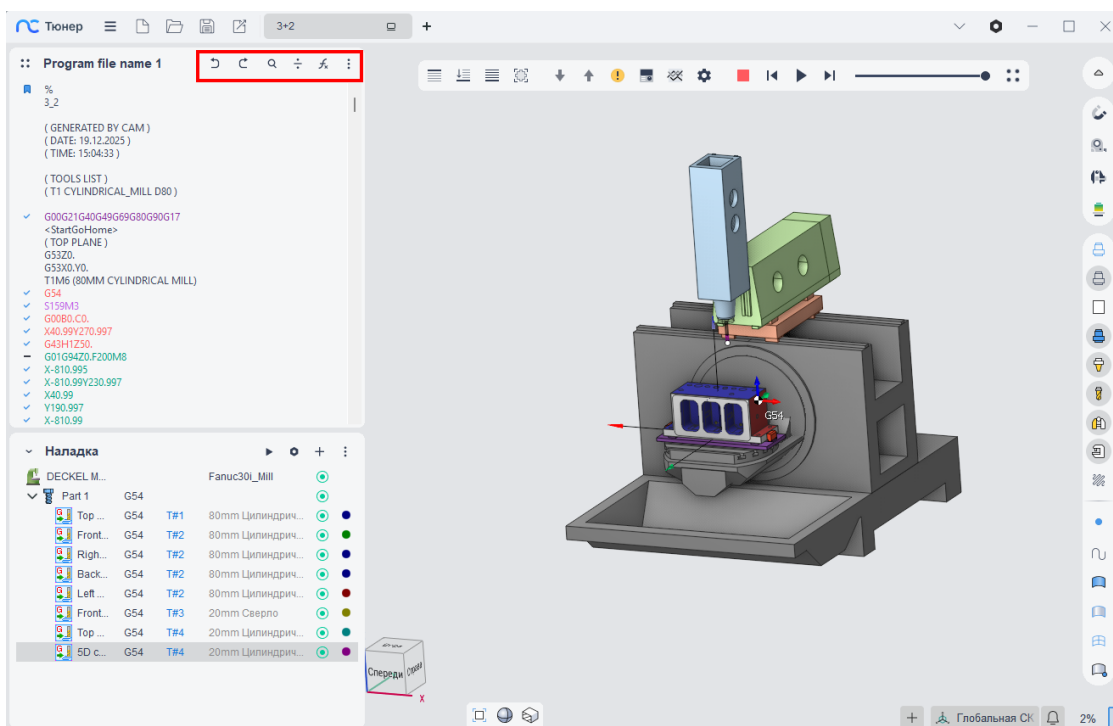 Тюнер
3+2
Program file name 1
%
3_2
( GENERATED BY CAM )
( DATE: 19.12.2025 )
( TIME: 15:04:33 )
( TOOLS LIST )
( T1 CYLINDRICAL_MILL D80 )
G00G21G40G49G69G80G90G17
<StartGoHome>
( TOP PLANE )
G53Z0.
G53X0.Y0.
T1M6 (80MM CYLINDRICAL MILL)
G54
S159M3
G00B0.C0.
X40.99Y270.997
G43H1Z50.
G01G94Z0.F200M8
X-810.995
X-810.99Y230.997
X40.99
Y190.997
X-810.99
Наладка
DECKEL M... Fanuc30i_Mill
Part 1 G54
Top ... G54 T#1 80mm Цилиндрич...
Front... G54 T#2 80mm Цилиндрич...
Righ... G54 T#2 80mm Цилиндрич...
Back... G54 T#2 80mm Цилиндрич...
Left ... G54 T#2 80mm Цилиндрич...
Front... G54 T#3 20mm Сверло
Top ... G54 T#4 20mm Цилиндрич...
5D c... G54 T#4 20mm Цилиндрич...
G54
Спереди
X
Глобальная СК
2%